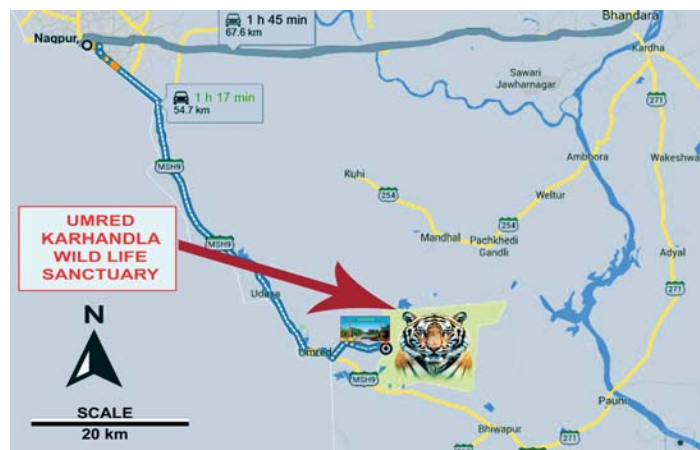 1 h 45 min
67.6 km
Bhandara
Nagpur
Kardha
Sawari
Jawharnagar
1 h 17 min
54.7 km
271
Ambhora
Wakeshwa
MSH9
Kuhi
254
Weltur
254
Mandhal
Pachkhedi
Gandli
UMRED
KARHANDLA
WILD LIFE
SANCTUARY
MSH9
Adyal
271
Udasa
N
Umred
MSH9
Pauni
SCALE
20 km
Bhiwapur
271